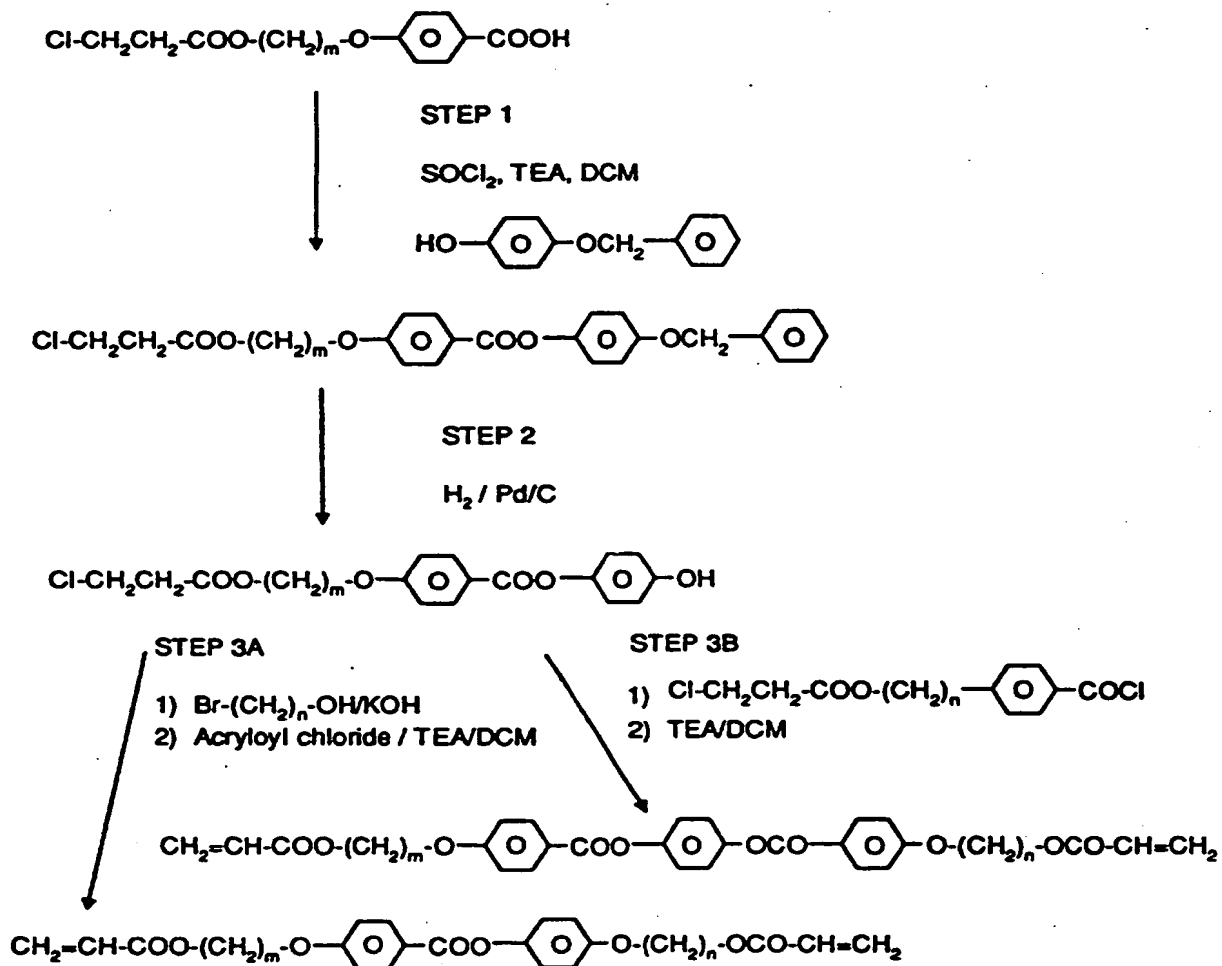 Cl-CH₂CH₂-COO-(CH₂)ₘ-O-O-COOH
STEP 1
SOCl₂, TEA, DCM
HO-O-OCH₂-O
Cl-CH₂CH₂-COO-(CH₂)ₘ-O-O-COO-O-OCH₂-O
STEP 2
H₂ / Pd/C
Cl-CH₂CH₂-COO-(CH₂)ₘ-O-O-COO-O-OH
STEP 3A
1) Br-(CH₂)ₙ-OH/KOH
2) Acryloyl chloride / TEA/DCM
STEP 3B
1) Cl-CH₂CH₂-COO-(CH₂)ₙ-O-COCl
2) TEA/DCM
CH₂=CH-COO-(CH₂)ₘ-O-O-COO-O-OCO-O-O-(CH₂)ₙ-OCO-CH=CH₂
CH₂=CH-COO-(CH₂)ₘ-O-O-COO-O-O-(CH₂)ₙ-OCO-CH=CH₂